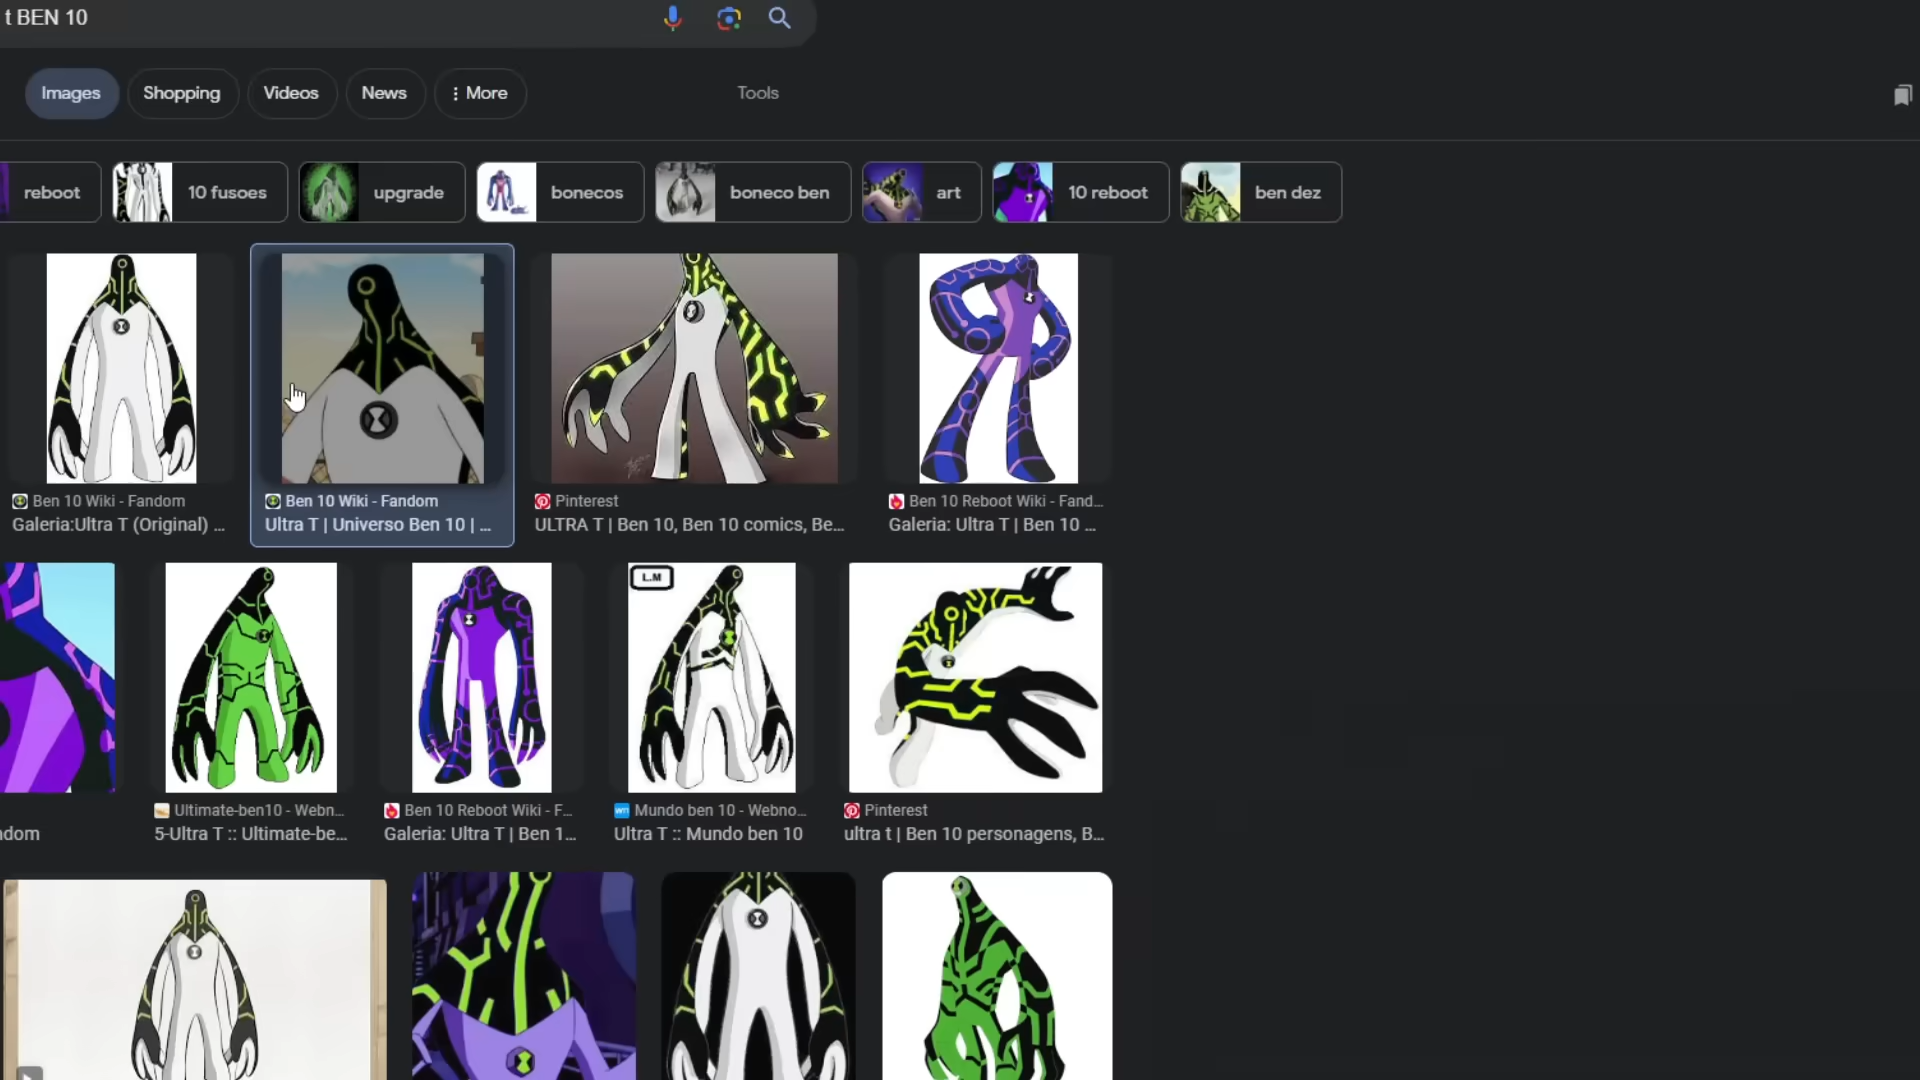 t BEN 10
Images
Shopping
Videos
News
More
Tools
reboot
10 fusoes
upgrade
bonecos
boneco ben
art
10 reboot
ben dez
Ben 10 Wiki - Fandom
Galeria:Ultra T (Original) ...
Ben 10 Wiki - Fandom
Ultra T | Universo Ben 10 | ...
Pinterest
ULTRA T | Ben 10, Ben 10 comics, Be...
Ben 10 Reboot Wiki - Fand...
Galeria: Ultra T | Ben 10 ...
L.M
dom
Ultimate-ben10 - Webn...
5-Ultra T :: Ultimate-be...
Ben 10 Reboot Wiki - F...
Galeria: Ultra T | Ben 1...
Mundo ben 10 - Webno...
Ultra T :: Mundo ben 10
Pinterest
ultra t | Ben 10 personagens, B...